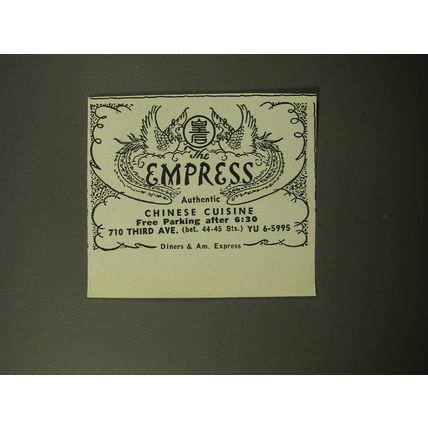 The
EMPRESS
Authentic
CHINESE CUISINE
Free Parking after 6:30
710 THIRD AVE. (bet. 44-45 Sts.) YU 6-5995
Diners & Am. Express